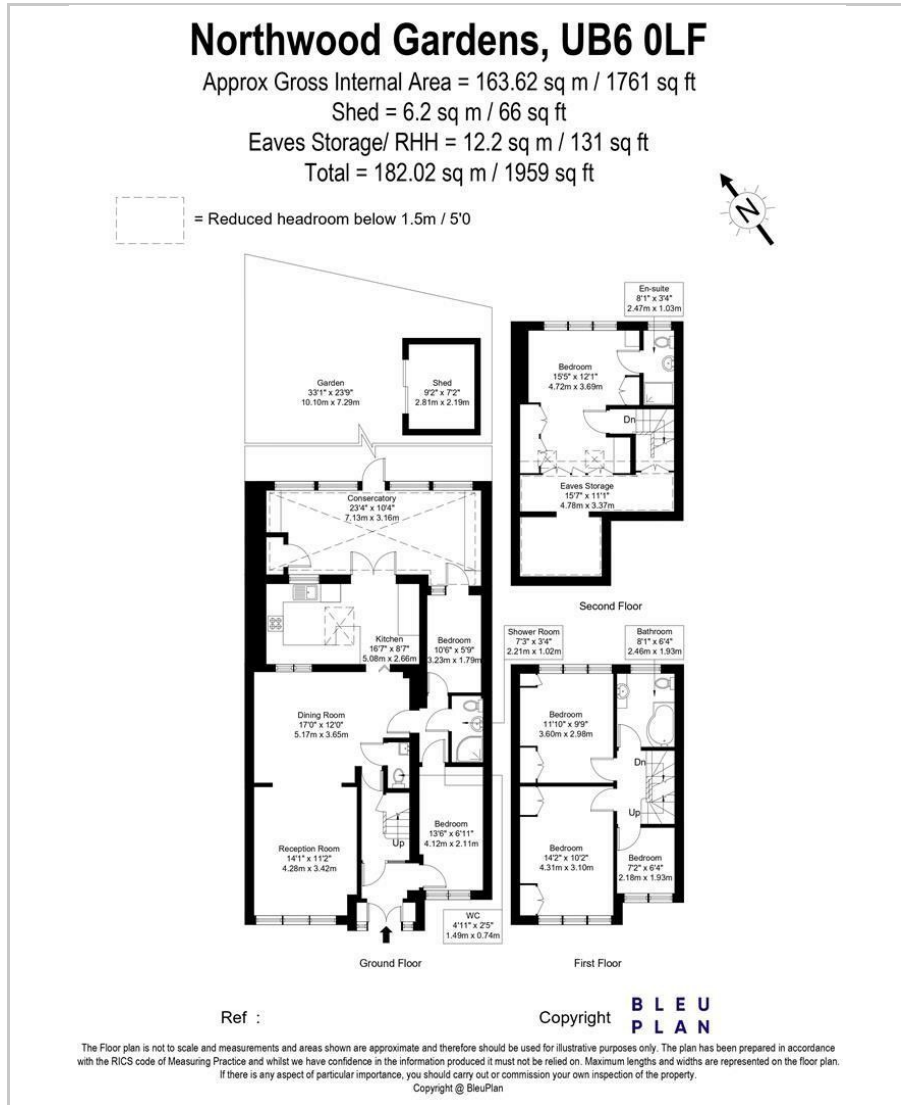 Northwood Gardens, UB6 0LF
Approx Gross Internal Area = 163.62 sq m / 1761 sq ft
Shed = 6.2 sq m / 66 sq ft
Eaves Storage/ RHH = 12.2 sq m / 131 sq ft
Total = 182.02 sq m / 1959 sq ft
= Reduced headroom below 1.5m / 5'0
N
Garden
33'1" x 23'9"
10.10m x 7.29m
Shed
9'2" x 7'2"
2.81m x 2.19m
Consercatory
23'4" x 10'4"
7.13m x 3.16m
Kitchen
16'7" x 8'7"
5.08m x 2.66m
Bedroom
10'6" x 5'9"
3.23m x 1.79m
Dining Room
17'0" x 12'0"
5.17m x 3.65m
Shower Room
7'3" x 3'4"
2.21m x 1.02m
Up
Reception Room
14'1" x 11'2"
4.28m x 3.42m
Bedroom
13'6" x 6'11"
4.12m x 2.11m
WC
4'11" x 2'5"
1.49m x 0.74m
Ground Floor
En-suite
8'1" x 3'4"
2.47m x 1.03m
Bedroom
15'5" x 12'1"
4.72m x 3.69m
Dn
Eaves Storage
15'7" x 11'1"
4.78m x 3.37m
Second Floor
Bathroom
8'1" x 6'4"
2.46m x 1.93m
Bedroom
11'10" x 9'9"
3.60m x 2.98m
Dn
Up
Bedroom
14'2" x 10'2"
4.31m x 3.10m
Bedroom
7'2" x 6'4"
2.18m x 1.93m
First Floor
Ref :
Copyright
BLEU
PLAN
The Floor plan is not to scale and measurements and areas shown are approximate and therefore should be used for illustrative purposes only. The plan has been prepared in accordance
with the RICS code of Measuring Practice and whilst we have confidence in the information produced it must not be relied on. Maximum lengths and widths are represented on the floor plan.
If there is any aspect of particular importance, you should carry out or commission your own inspection of the property.
Copyright @ BleuPlan